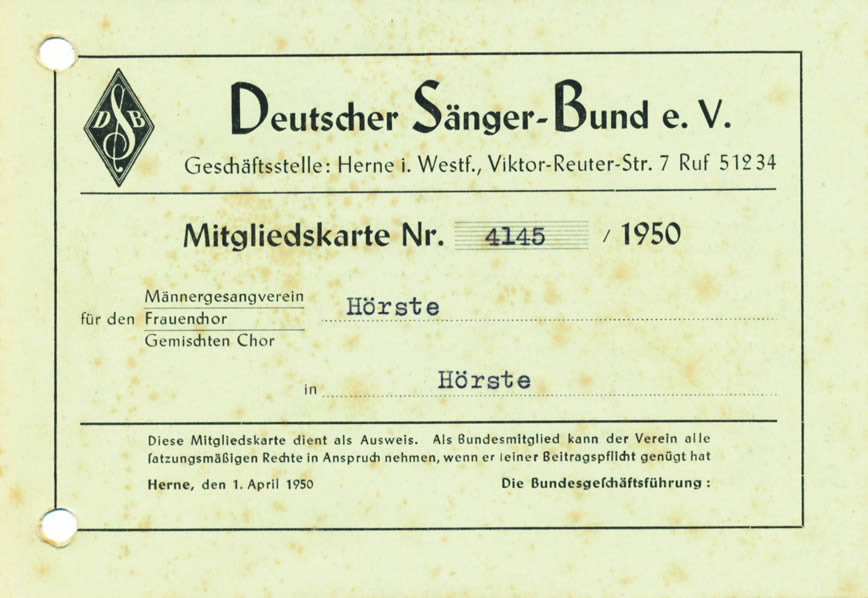 DSB
Deutscher Sänger-Bund e. V.
Geschäftsstelle: Herne i. Westf., Viktor-Reuter-Str. 7 Ruf 51234
Mitgliedskarte Nr. 4145 / 1950
Männergesangverein
für den Frauenchor
Gemischten Chor
Hörste
in Hörste
Diese Mitgliedskarte dient als Ausweis. Als Bundesmitglied kann der Verein alle
ſatzungsmäßigen Rechte in Anspruch nehmen, wenn er ſeiner Beitragspflicht genügt hat
Herne, den 1. April 1950
Die Bundesgeſchäftsführung :